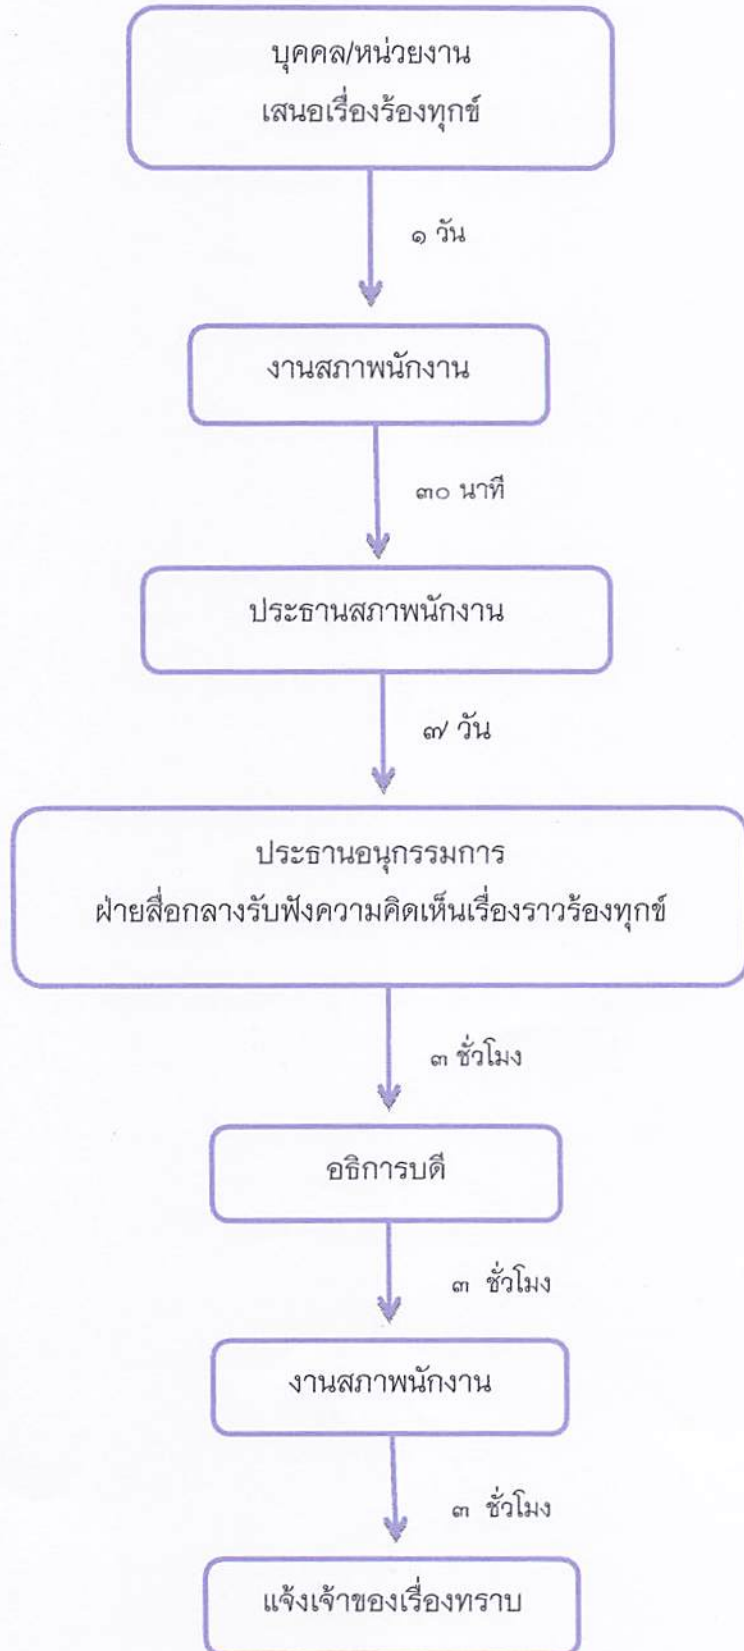 บุคคล/หน่วยงาน
เสนอเรื่องร้องทุกข์
๑ วัน
งานสภาพนักงาน
๓๐ นาที
ประธานสภาพนักงาน
๗ วัน
ประธานอนุกรรมการ
ฝ่ายสื่อกลางรับฟังความคิดเห็นเรื่องราวร้องทุกข์
๓ ชั่วโมง
อธิการบดี
๓ ชั่วโมง
งานสภาพนักงาน
๓ ชั่วโมง
แจ้งเจ้าของเรื่องทราบ